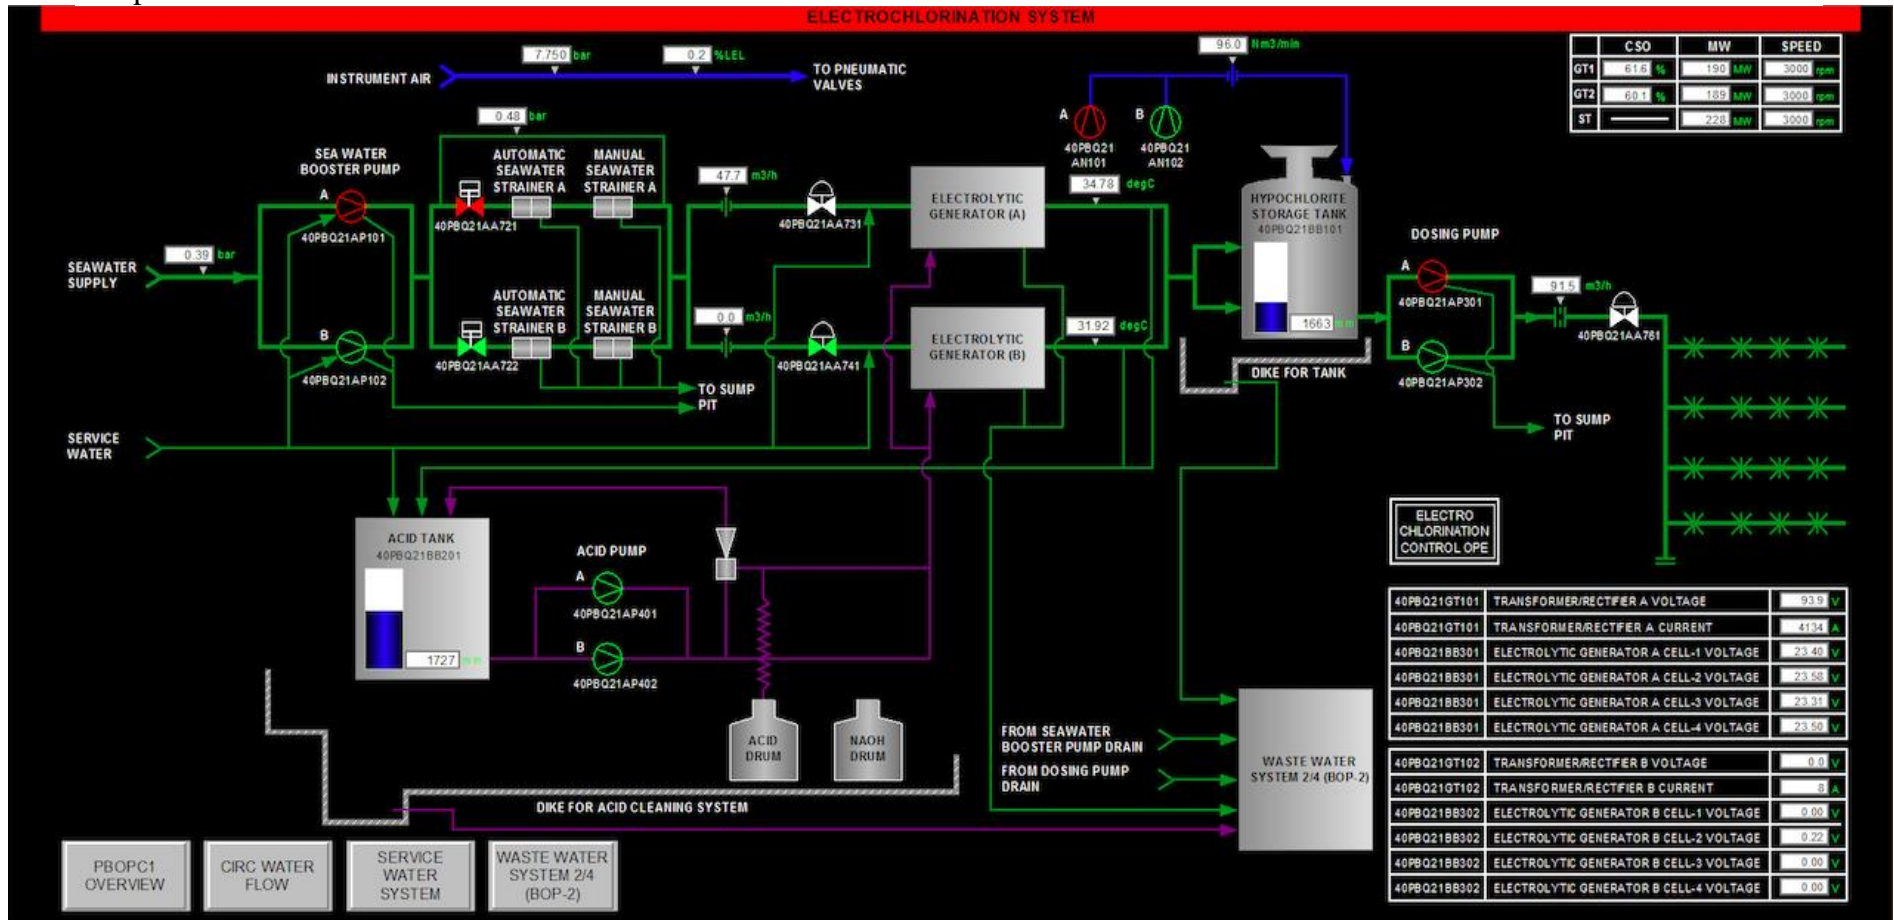 ELECTROCHLORINATION SYSTEM
7.750 bar
0.2 %LEL
96.0 Nm3/min
INSTRUMENT AIR
TO PNEUMATIC
VALVES
CSO MW SPEED
GT1 61.6 % 190 MW 3000 rpm
GT2 60.1 % 189 MW 3000 rpm
ST 228 MW 3000 rpm
0.48 bar
A
40PBQ21
AN101
B
40PBQ21
AN102
SEA WATER
BOOSTER PUMP
A
40PBQ21AP101
B
40PBQ21AP102
AUTOMATIC
SEAWATER
STRAINER A
MANUAL
SEAWATER
STRAINER A
40PBQ21AA721
AUTOMATIC
SEAWATER
STRAINER B
MANUAL
SEAWATER
STRAINER B
40PBQ21AA722
47.7 m3/h
40PBQ21AA731
0.0 m3/h
40PBQ21AA741
ELECTROLYTIC
GENERATOR (A)
34.78 degC
ELECTROLYTIC
GENERATOR (B)
31.92 degC
HYPOCHLORITE
STORAGE TANK
40PBQ21BB101
1663 mm
DIKE FOR TANK
DOSING PUMP
A
40PBQ21AP301
B
40PBQ21AP302
91.5 m3/h
40PBQ21AA761
TO SUMP
PIT
0.39 bar
SEAWATER
SUPPLY
TO SUMP
PIT
SERVICE
WATER
ACID TANK
40PBQ21BB201
1727 mm
ACID PUMP
A
40PBQ21AP401
B
40PBQ21AP402
ACID
DRUM
NAOH
DRUM
DIKE FOR ACID CLEANING SYSTEM
FROM SEAWATER
BOOSTER PUMP DRAIN
FROM DOSING PUMP
DRAIN
WASTE WATER
SYSTEM 2/4 (BOP-2)
ELECTRO
CHLORINATION
CONTROL OPE
40PBQ21GT101 TRANSFORMER/RECTIFIER A VOLTAGE 93.9 V
40PBQ21GT101 TRANSFORMER/RECTIFIER A CURRENT 4134 A
40PBQ21BB301 ELECTROLYTIC GENERATOR A CELL-1 VOLTAGE 23.40 V
40PBQ21BB301 ELECTROLYTIC GENERATOR A CELL-2 VOLTAGE 23.58 V
40PBQ21BB301 ELECTROLYTIC GENERATOR A CELL-3 VOLTAGE 23.31 V
40PBQ21BB301 ELECTROLYTIC GENERATOR A CELL-4 VOLTAGE 23.50 V
40PBQ21GT102 TRANSFORMER/RECTIFIER B VOLTAGE 0.0 V
40PBQ21GT102 TRANSFORMER/RECTIFIER B CURRENT 8 A
40PBQ21BB302 ELECTROLYTIC GENERATOR B CELL-1 VOLTAGE 0.00 V
40PBQ21BB302 ELECTROLYTIC GENERATOR B CELL-2 VOLTAGE 0.22 V
40PBQ21BB302 ELECTROLYTIC GENERATOR B CELL-3 VOLTAGE 0.00 V
40PBQ21BB302 ELECTROLYTIC GENERATOR B CELL-4 VOLTAGE 0.00 V
PBOPC1
OVERVIEW
CIRC WATER
FLOW
SERVICE
WATER
SYSTEM
WASTE WATER
SYSTEM 2/4
(BOP-2)